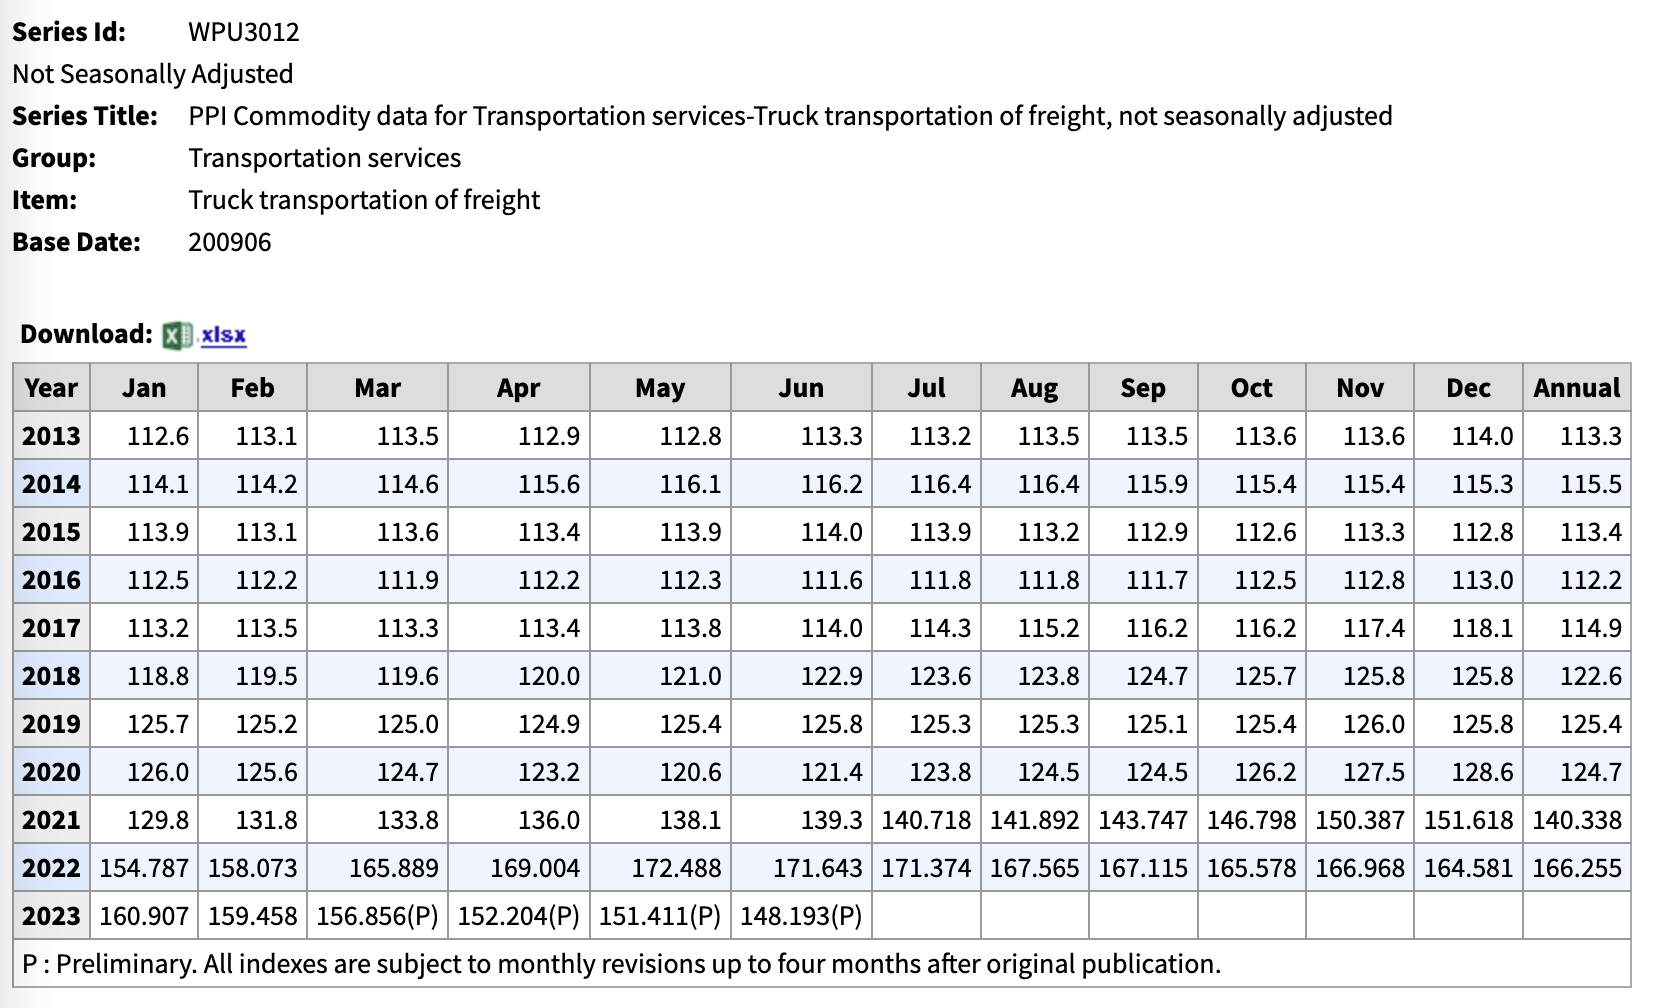 Series Id: WPU3012
Not Seasonally Adjusted
Series Title: PPI Commodity data for Transportation services-Truck transportation of freight, not seasonally adjusted
Group: Transportation services
Item: Truck transportation of freight
Base Date: 200906
Download: xlsx
Year Jan Feb Mar Apr May Jun Jul Aug Sep Oct Nov Dec Annual
2013 112.6 113.1 113.5 112.9 112.8 113.3 113.2 113.5 113.5 113.6 113.6 114.0 113.3
2014 114.1 114.2 114.6 115.6 116.1 116.2 116.4 116.4 115.9 115.4 115.4 115.3 115.5
2015 113.9 113.1 113.6 113.4 113.9 114.0 113.9 113.2 112.9 112.6 113.3 112.8 113.4
2016 112.5 112.2 111.9 112.2 112.3 111.6 111.8 111.8 111.7 112.5 112.8 113.0 112.2
2017 113.2 113.5 113.3 113.4 113.8 114.0 114.3 115.2 116.2 116.2 117.4 118.1 114.9
2018 118.8 119.5 119.6 120.0 121.0 122.9 123.6 123.8 124.7 125.7 125.8 125.8 122.6
2019 125.7 125.2 125.0 124.9 125.4 125.8 125.3 125.3 125.1 125.4 126.0 125.8 125.4
2020 126.0 125.6 124.7 123.2 120.6 121.4 123.8 124.5 124.5 126.2 127.5 128.6 124.7
2021 129.8 131.8 133.8 136.0 138.1 139.3 140.718 141.892 143.747 146.798 150.387 151.618 140.338
2022 154.787 158.073 165.889 169.004 172.488 171.643 171.374 167.565 167.115 165.578 166.968 164.581 166.255
2023 160.907 159.458 156.856(P) 152.204(P) 151.411(P) 148.193(P)
P : Preliminary. All indexes are subject to monthly revisions up to four months after original publication.